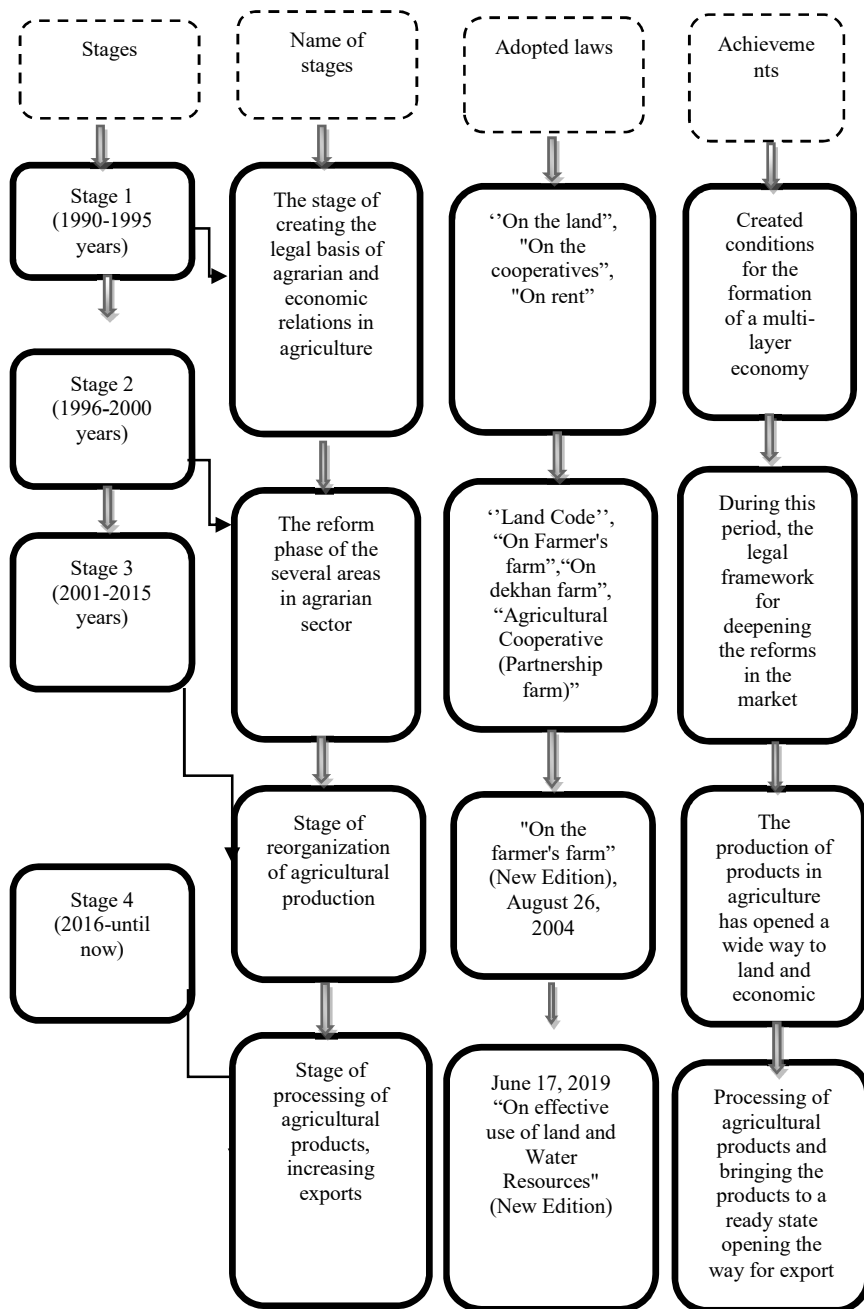 Stages
Name of
stages
Adopted laws
Achieveme
nts
Stage 1
(1990-1995
years)
The stage of
creating the
legal basis of
agrarian and
economic
relations in
agriculture
‘’On the land”,
"On the
cooperatives”,
"On rent”
Created
conditions
for the
formation
of a multi-
layer
economy
Stage 2
(1996-2000
years)
The reform
phase of the
several areas
in agrarian
sector
‘’Land Code’’,
“On Farmer's
farm”,“On
dekhan farm”,
“Agricultural
Cooperative
(Partnership
farm)”
During this
period, the
legal
framework
for
deepening
the reforms
in the
market
Stage 3
(2001-2015
years)
Stage of
reorganization
of agricultural
production
"On the
farmer's farm”
(New Edition),
August 26,
2004
The
production of
products in
agriculture
has opened a
wide way to
land and
economic
Stage 4
(2016-until
now)
Stage of
processing of
agricultural
products,
increasing
exports
June 17, 2019
“On effective
use of land and
Water
Resources"
(New Edition)
Processing of
agricultural
products and
bringing the
products to a
ready state
opening the
way for export